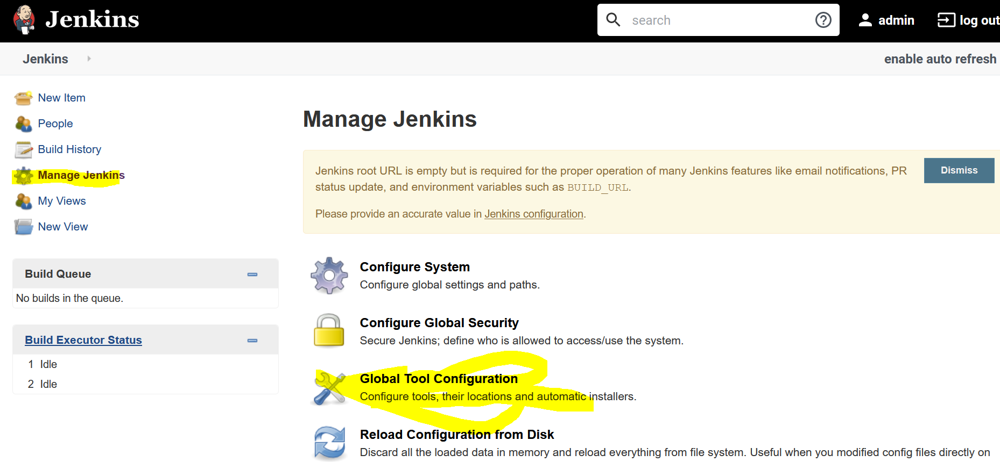 Jenkins
search
admin
log out
Jenkins
enable auto refresh
New Item
People
Build History
Manage Jenkins
My Views
New View
Build Queue
No builds in the queue.
Build Executor Status
1 Idle
2 Idle
Manage Jenkins
Jenkins root URL is empty but is required for the proper operation of many Jenkins features like email notifications, PR
status update, and environment variables such as BUILD_URL.
Please provide an accurate value in Jenkins configuration.
Dismiss
Configure System
Configure global settings and paths.
Configure Global Security
Secure Jenkins; define who is allowed to access/use the system.
Global Tool Configuration
Configure tools, their locations and automatic installers.
Reload Configuration from Disk
Discard all the loaded data in memory and reload everything from file system. Useful when you modified config files directly on